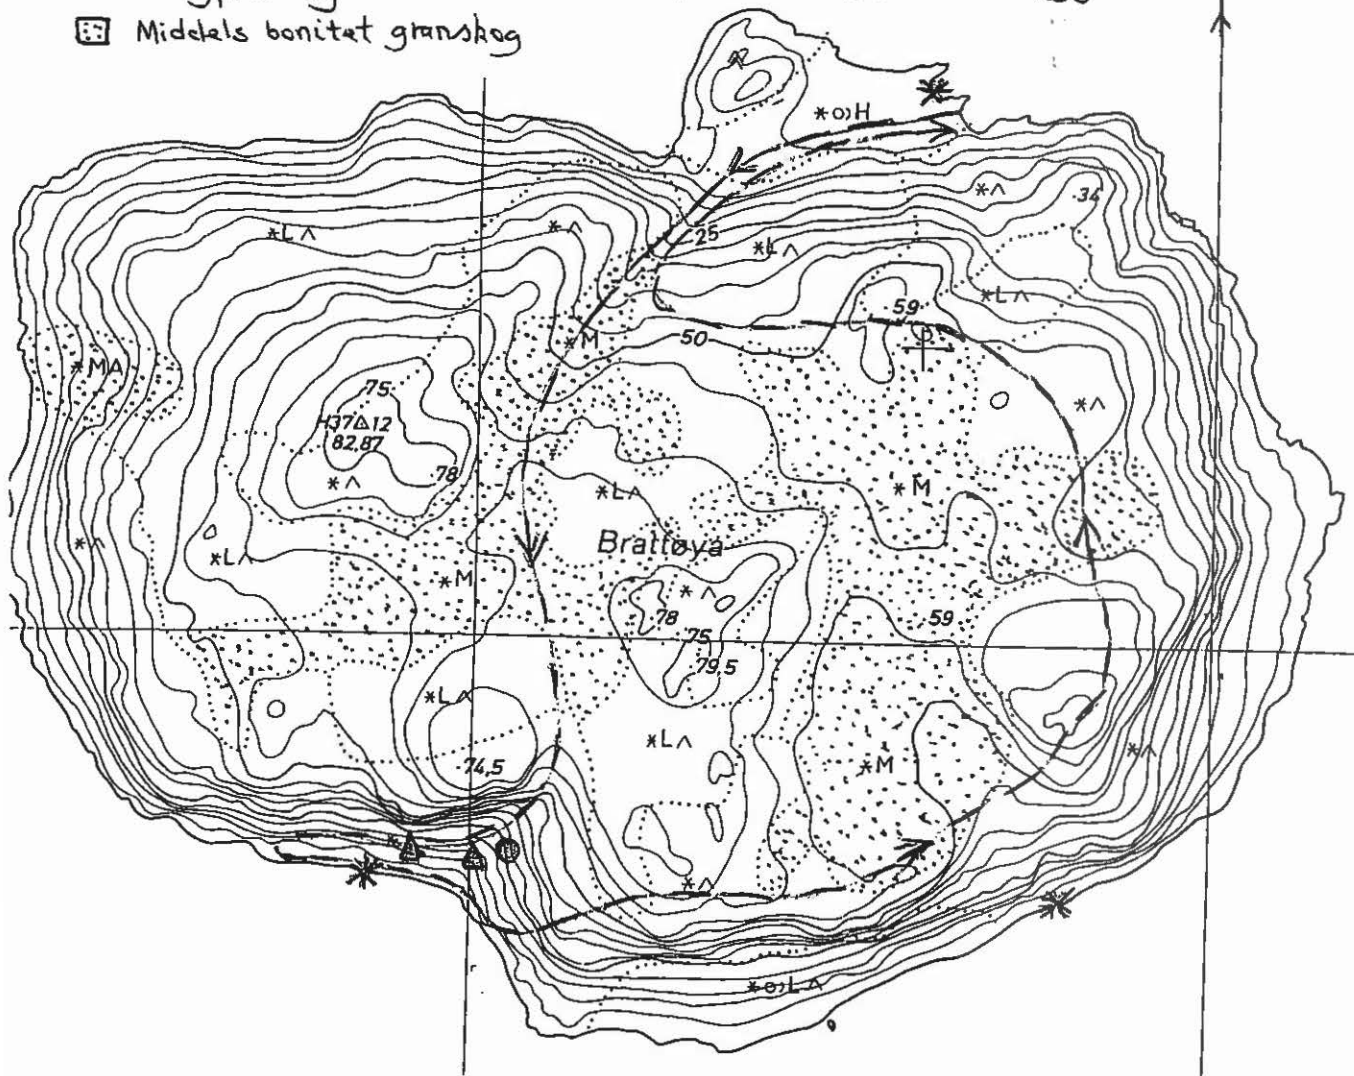 Middels bonitet granskog
*o)H
*^
34
*L^
*^
25
*L^
*L^
59
*M
50
*MA
75
H37△12
82,87
*^
78
*^
*L^
*M
*^
Brattøya
*L^
*M
*^
78
59
75
79,5
*L^
*L^
*^
74,5
*M
*^
*o)L^